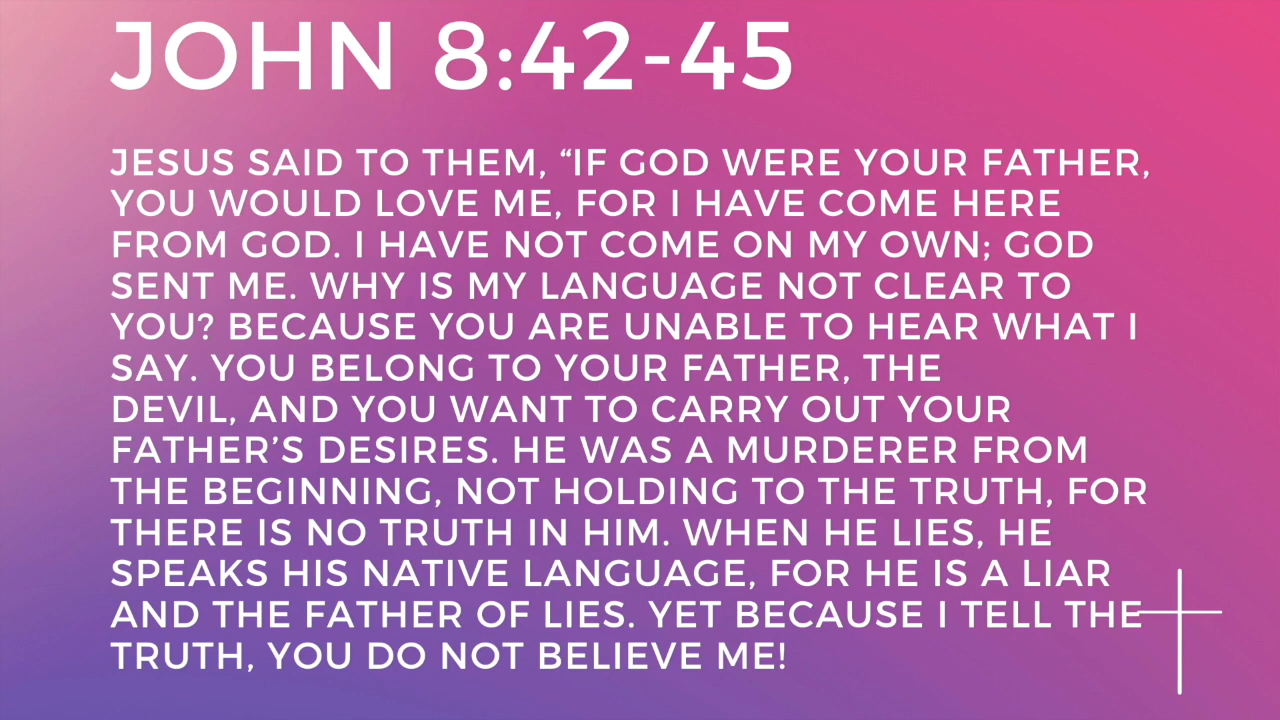 JOHN 8:42-45
JESUS SAID TO THEM, “IF GOD WERE YOUR FATHER,
YOU WOULD LOVE ME, FOR I HAVE COME HERE
FROM GOD. I HAVE NOT COME ON MY OWN; GOD
SENT ME. WHY IS MY LANGUAGE NOT CLEAR TO
YOU? BECAUSE YOU ARE UNABLE TO HEAR WHAT I
SAY. YOU BELONG TO YOUR FATHER, THE
DEVIL, AND YOU WANT TO CARRY OUT YOUR
FATHER’S DESIRES. HE WAS A MURDERER FROM
THE BEGINNING, NOT HOLDING TO THE TRUTH, FOR
THERE IS NO TRUTH IN HIM. WHEN HE LIES, HE
SPEAKS HIS NATIVE LANGUAGE, FOR HE IS A LIAR
AND THE FATHER OF LIES. YET BECAUSE I TELL THE
TRUTH, YOU DO NOT BELIEVE ME!